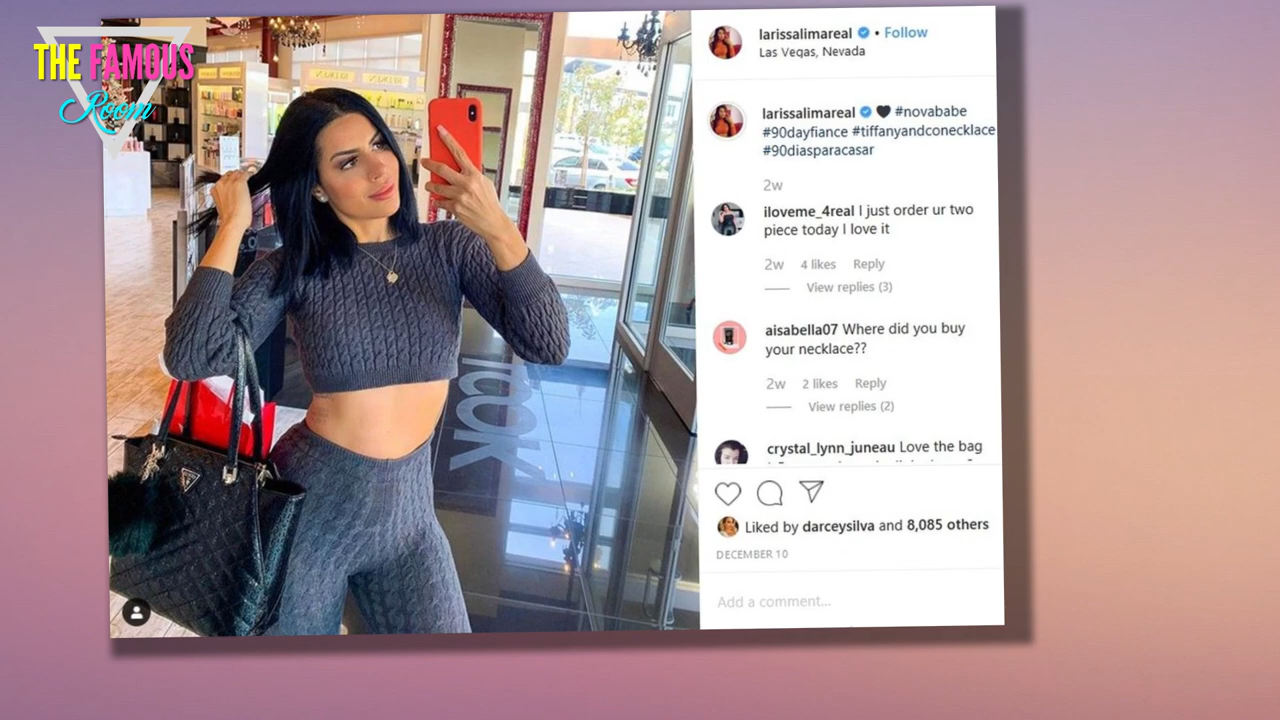 THE FAMOUS
Room
larissalimareal • Follow
Las Vegas, Nevada
larissalimareal 🖤 #novababe
#90dayfiance #tiffanyandconecklace
#90diasparacasar
2w
iloveme_4real I just order ur two
piece today I love it
2w 4 likes Reply
View replies (3)
aisabella07 Where did you buy
your necklace??
2w 2 likes Reply
View replies (2)
crystal_lynn_juneau Love the bag
Liked by darceysilva and 8,085 others
DECEMBER 10
Add a comment...